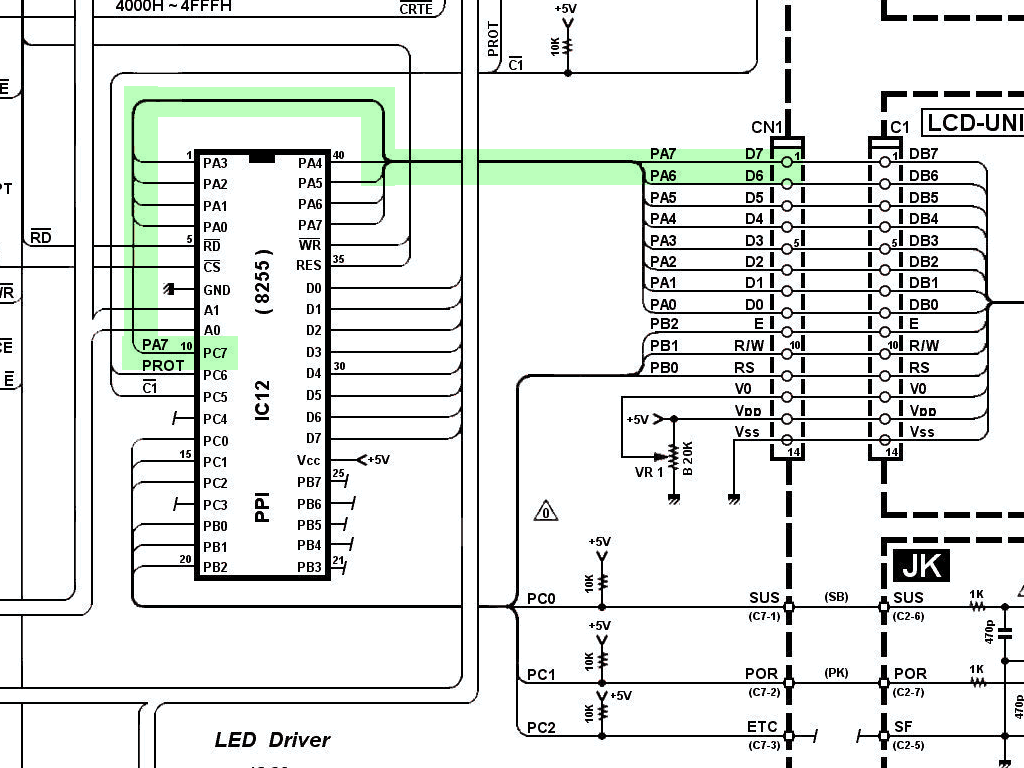 4000H ~ 4FFFH
CRTE
+5V
10K
PROT
C1
E
PT
RD
WR
CE
E
1
PA3
PA2
PA1
PA0
5
RD
CS
GND
A1
A0
PA7
10
PC7
PROT
PC6
C1
PC5
PC4
PC0
15
PC1
PC2
PC3
PB0
PB1
20
PB2
(8255)
IC12
PPI
PA4
40
PA5
PA6
PA7
WR
RES
35
D0
D1
D2
D3
D4
30
D5
D6
D7
Vcc
+5V
PB7
25
PB6
PB5
PB4
PB3
21
CN1
C1
LCD-UNI
PA7 D7 1 1 DB7
PA6 D6 DB6
PA5 D5 DB5
PA4 D4 DB4
PA3 D3 5 5 DB3
PA2 D2 DB2
PA1 D1 DB1
PA0 D0 DB0
PB2 E E
PB1 R/W 10 10 R/W
PB0 RS RS
V0 V0
+5V VDD VDD
Vss Vss
14 14
VR 1
B 20K
0
JK
+5V
10K
PC0
SUS
(C7-1)
(SB)
SUS
(C2-6)
1K
470p
+5V
10K
PC1
POR
(C7-2)
(PK)
POR
(C2-7)
1K
470p
+5V
10K
PC2
ETC
(C7-3)
SF
(C2-5)
LED Driver